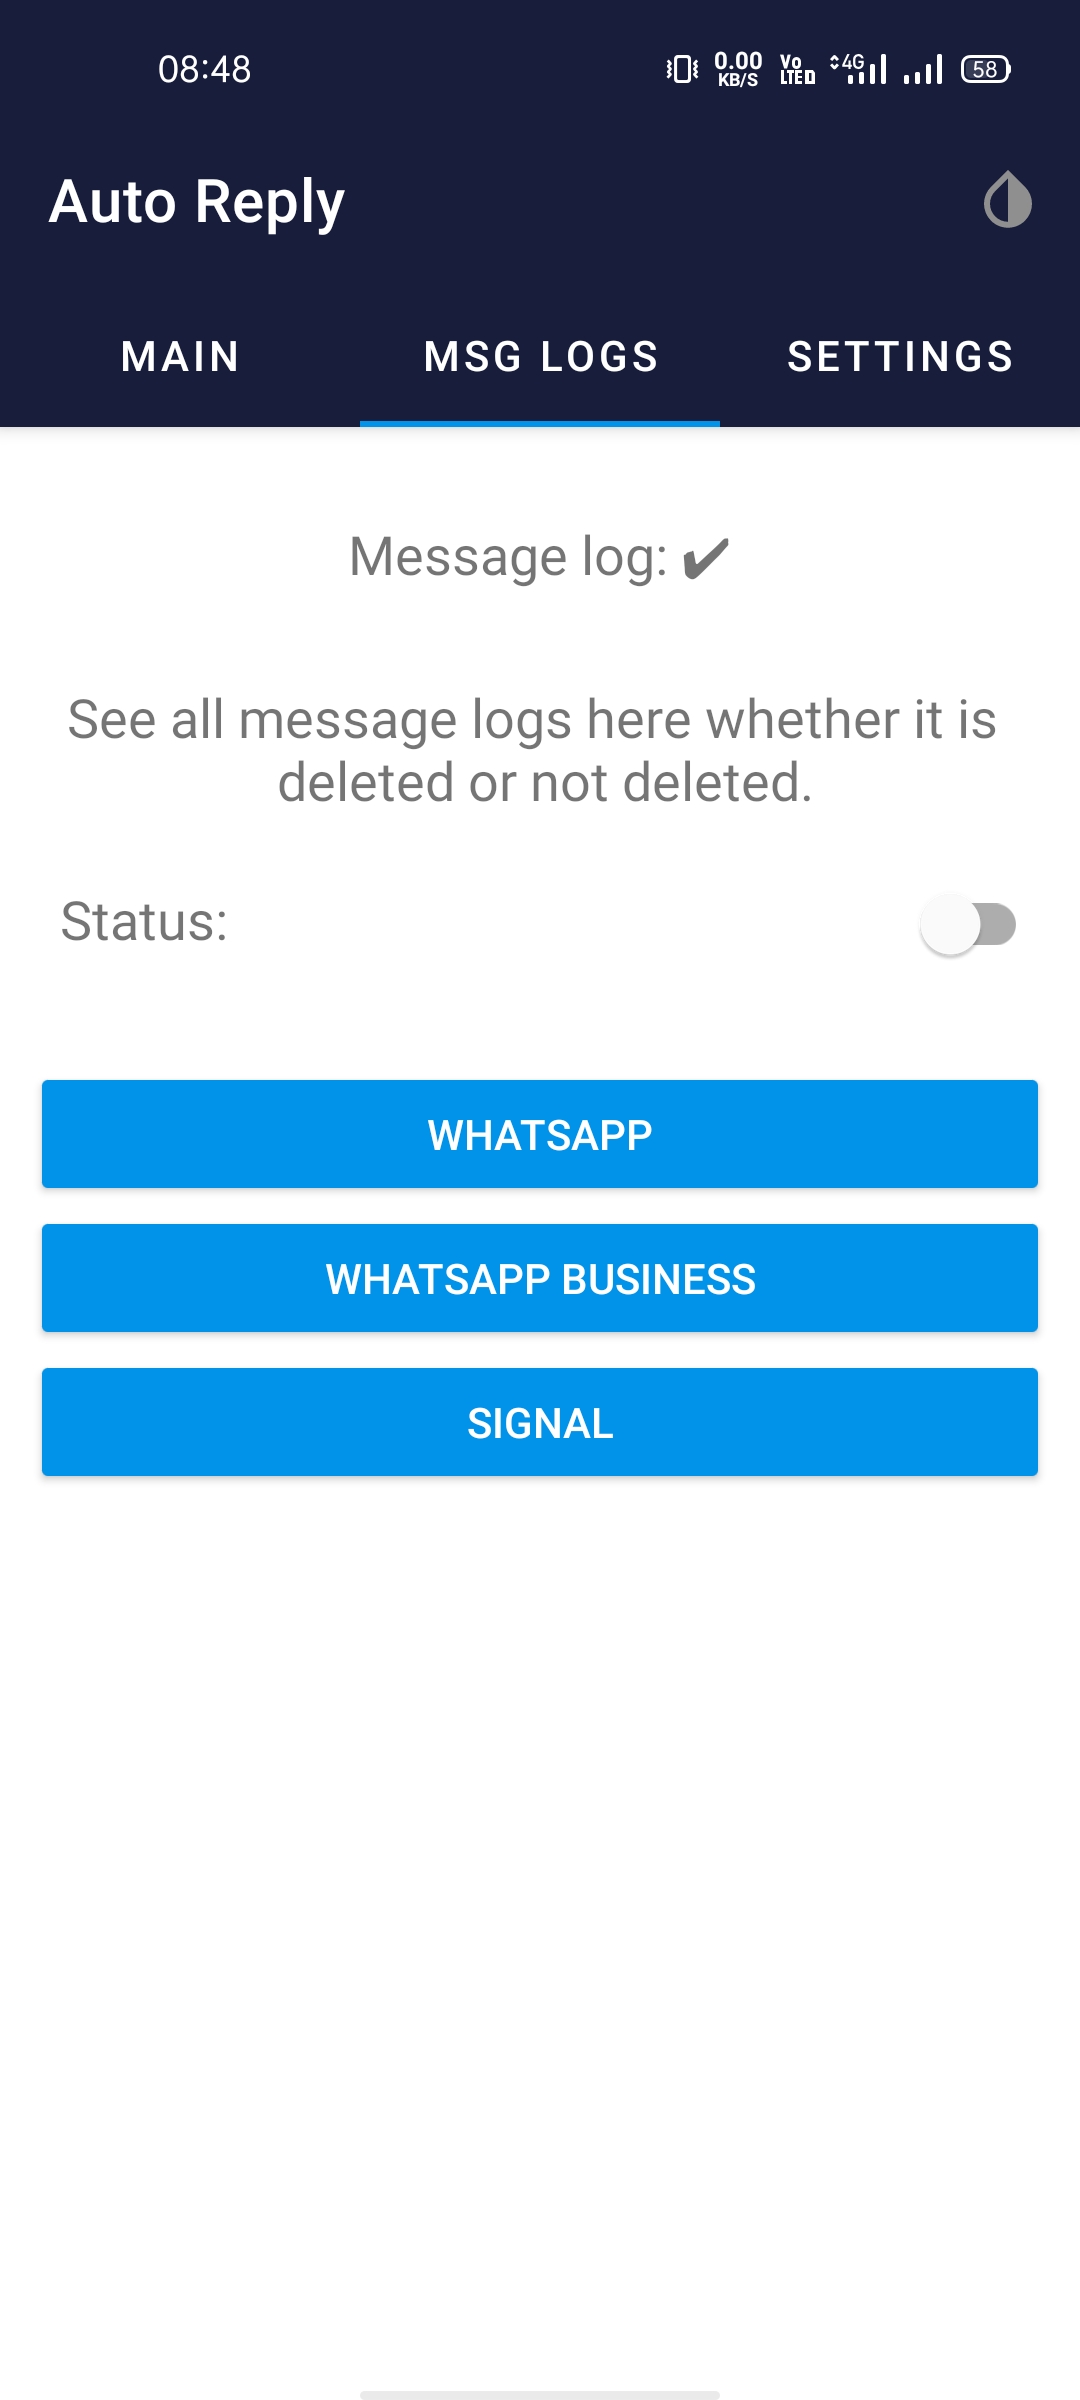 08:48
0.00
KB/S
Vo
LTE
4G
58
Auto Reply
MAIN
MSG LOGS
SETTINGS
Message log: ✔
See all message logs here whether it is
deleted or not deleted.
Status:
WHATSAPP
WHATSAPP BUSINESS
SIGNAL